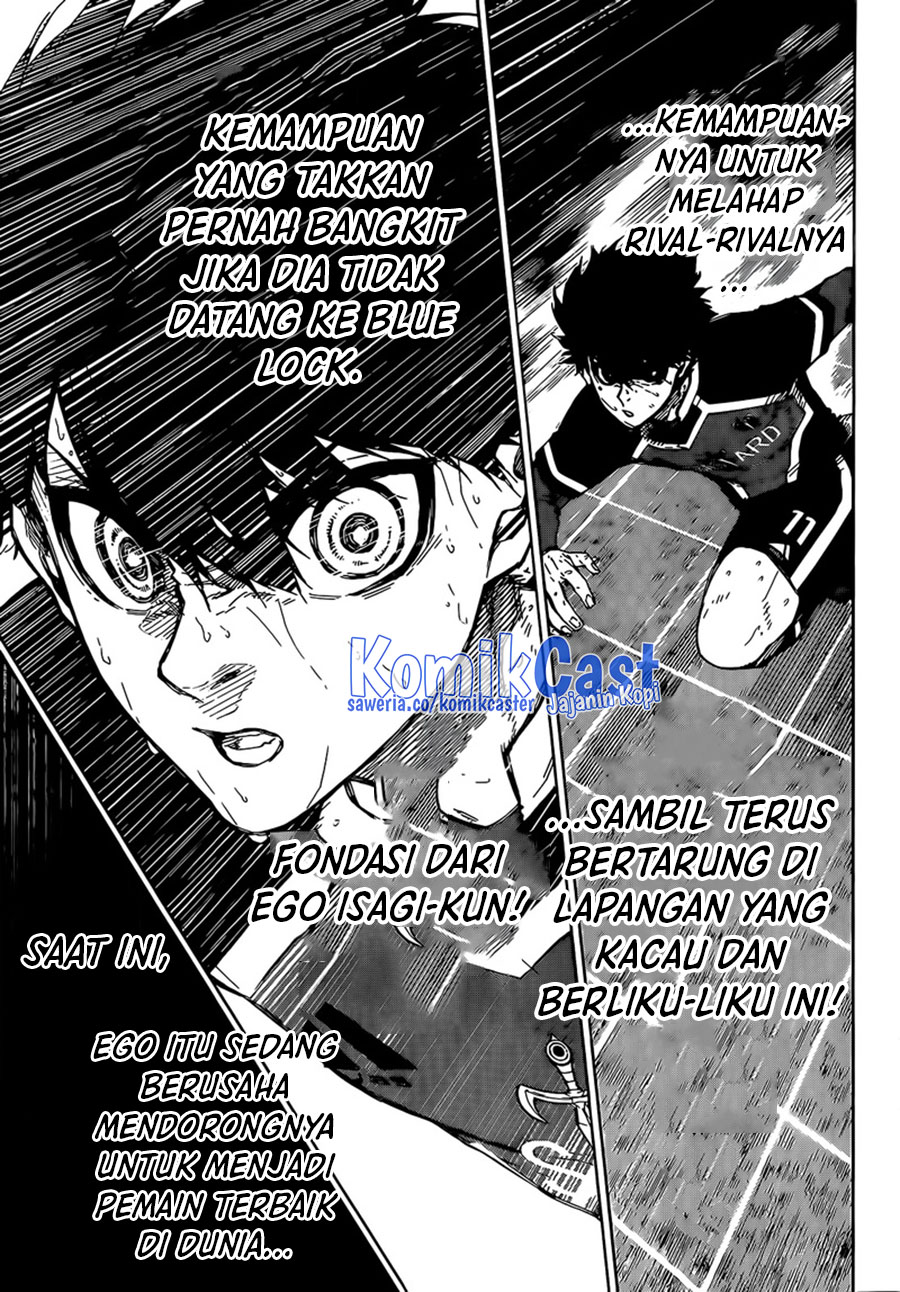 ...KEMAMPUAN-
NYA UNTUK
MELAHAP
RIVAL-RIVALNYA
...
11
...SAMBIL TERUS
BERTARUNG DI
LAPANGAN YANG
KACAU DAN
BERLIKU-LIKU INI!
KEMAMPUAN
YANG TAKKAN
PERNAH BANGKIT
JIKA DIA TIDAK
DATANG KE BLUE
LOCK.
KomikCast
saweria.co/komikcaster Jajanin Kopi
FONDASI DARI
EGO ISAGI-KUN!
SAAT INI,
EGO ITU SEDANG
BERUSAHA
MENDORONGNYA
UNTUK MENJADI
PEMAIN TERBAIK
DI DUNIA...